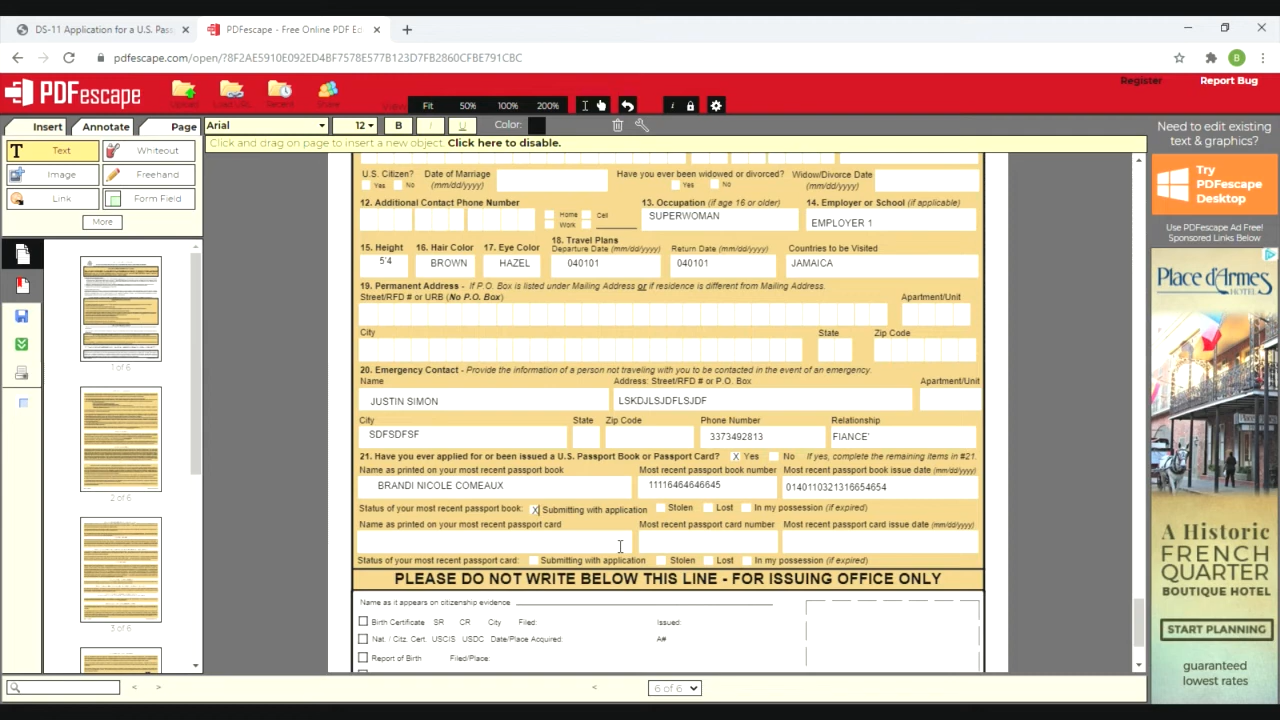 DS-11 Application for a U.S. Pass
PDFescape - Free Online PDF Ed
pdfescape.com/open/?8F2AE5910E092ED4BF7578E577B123D7FB2860CFBE791CBC
B
PDFescape
Upload
Load URL
Recent
Share
View
Fit
50%
100%
200%
Register
Report Bug
Insert
Annotate
Page
Arial
12
B
I
U
Color:
Click and drag on page to insert a new object. Click here to disable.
T Text
Whiteout
Image
Freehand
Link
Form Field
More
1 of 6
2 of 6
3 of 6
U.S. Citizen?
Yes
No
Date of Marriage
(mm/dd/yyyy)
Have you ever been widowed or divorced?
Yes
No
Widow/Divorce Date
(mm/dd/yyyy)
12. Additional Contact Phone Number
Home
Cell
Work
13. Occupation (if age 16 or older)
SUPERWOMAN
14. Employer or School (if applicable)
EMPLOYER 1
15. Height
5'4
16. Hair Color
BROWN
17. Eye Color
HAZEL
18. Travel Plans
Departure Date (mm/dd/yyyy)
040101
Return Date (mm/dd/yyyy)
040101
Countries to be Visited
JAMAICA
19. Permanent Address - If P.O. Box is listed under Mailing Address or if residence is different from Mailing Address.
Street/RFD # or URB (No P.O. Box)
Apartment/Unit
City
State
Zip Code
20. Emergency Contact - Provide the information of a person not traveling with you to be contacted in the event of an emergency.
Name
Address: Street/RFD # or P.O. Box
Apartment/Unit
JUSTIN SIMON
LSKDJLSJDFLSJDF
City
State
Zip Code
Phone Number
Relationship
SDFSDFSF
3373492813
FIANCE'
21. Have you ever applied for or been issued a U.S. Passport Book or Passport Card? X Yes No If yes, complete the remaining items in #21.
Name as printed on your most recent passport book
Most recent passport book number
Most recent passport book issue date (mm/dd/yyyy)
BRANDI NICOLE COMEAUX
11116464646645
0140110321316654654
Status of your most recent passport book: X Submitting with application Stolen Lost In my possession (if expired)
Name as printed on your most recent passport card
Most recent passport card number
Most recent passport card issue date (mm/dd/yyyy)
Status of your most recent passport card: Submitting with application Stolen Lost In my possession (if expired)
PLEASE DO NOT WRITE BELOW THIS LINE - FOR ISSUING OFFICE ONLY
Name as it appears on citizenship evidence
Birth Certificate SR CR City Filed: Issued:
Nat. / Citz. Cert. USCIS USDC Date/Place Acquired: A#
Report of Birth Filed/Place:
< >
<
6 of 6
Need to edit existing
text & graphics?
Try
PDFescape
Desktop
Use PDFescape Ad Free!
Sponsored Links Below
Place d'Armes
HOTEL
A Historic
FRENCH
QUARTER
BOUTIQUE HOTEL
START PLANNING
guaranteed
lowest rates